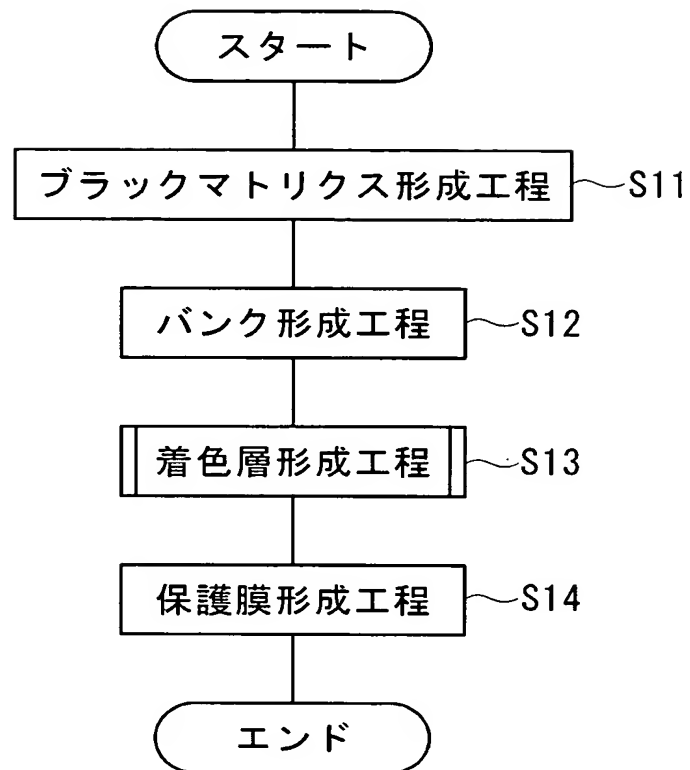 スタート
ブラックマトリクス形成工程 S11
バンク形成工程 S12
着色層形成工程 S13
保護膜形成工程 S14
エンド